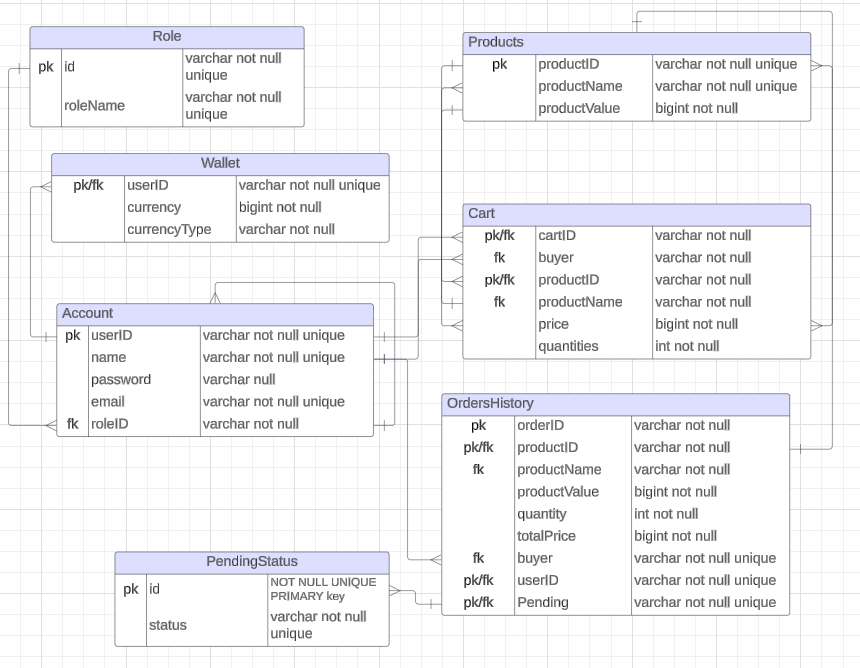 Role
pk id varchar not null
unique
roleName varchar not null
unique
Wallet
pk/fk userID varchar not null unique
currency bigint not null
currencyType varchar not null
Account
pk userID varchar not null unique
name varchar not null unique
password varchar null
email varchar not null unique
fk roleID varchar not null
PendingStatus
pk id NOT NULL UNIQUE
PRIMARY key
status varchar not null
unique
Products
pk productID varchar not null unique
productName varchar not null unique
productValue bigint not null
Cart
pk/fk cartID varchar not null
fk buyer varchar not null
pk/fk productID varchar not null
fk productName varchar not null
price bigint not null
quantities int not null
OrdersHistory
pk orderID varchar not null
pk/fk productID varchar not null
fk productName varchar not null
productValue bigint not null
quantity int not null
totalPrice bigint not null
fk buyer varchar not null unique
pk/fk userID varchar not null unique
pk/fk Pending varchar not null unique